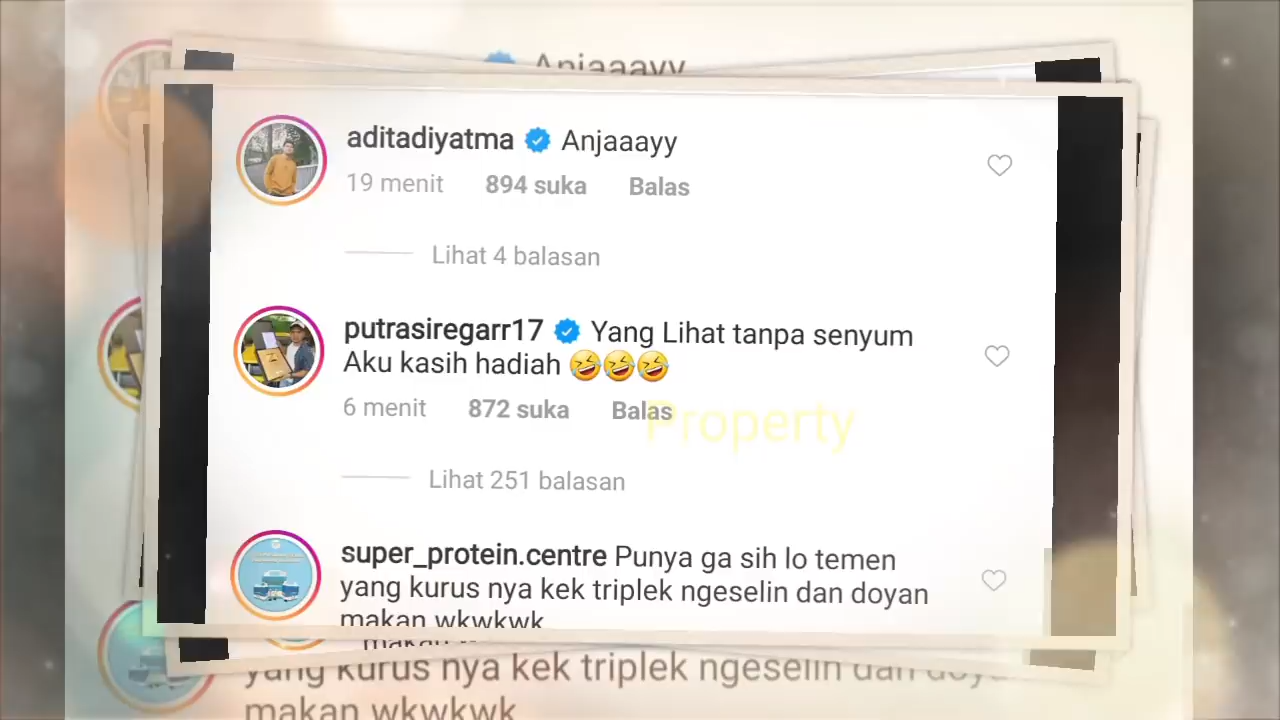 Anjaaayy
aditadiyatma Anjaaayy
19 menit 894 suka Balas
Lihat 4 balasan
putrasiregarr17 Yang Lihat tanpa senyum
Aku kasih hadiah 🤣🤣🤣
6 menit 872 suka Balas
Property
Lihat 251 balasan
super_protein.centre Punya ga sih lo temen
yang kurus nya kek triplek ngeselin dan doyan
makan wkwkwk
makan
yang kurus nya kek triplek ngeselin dan doya
makan wkwkwk